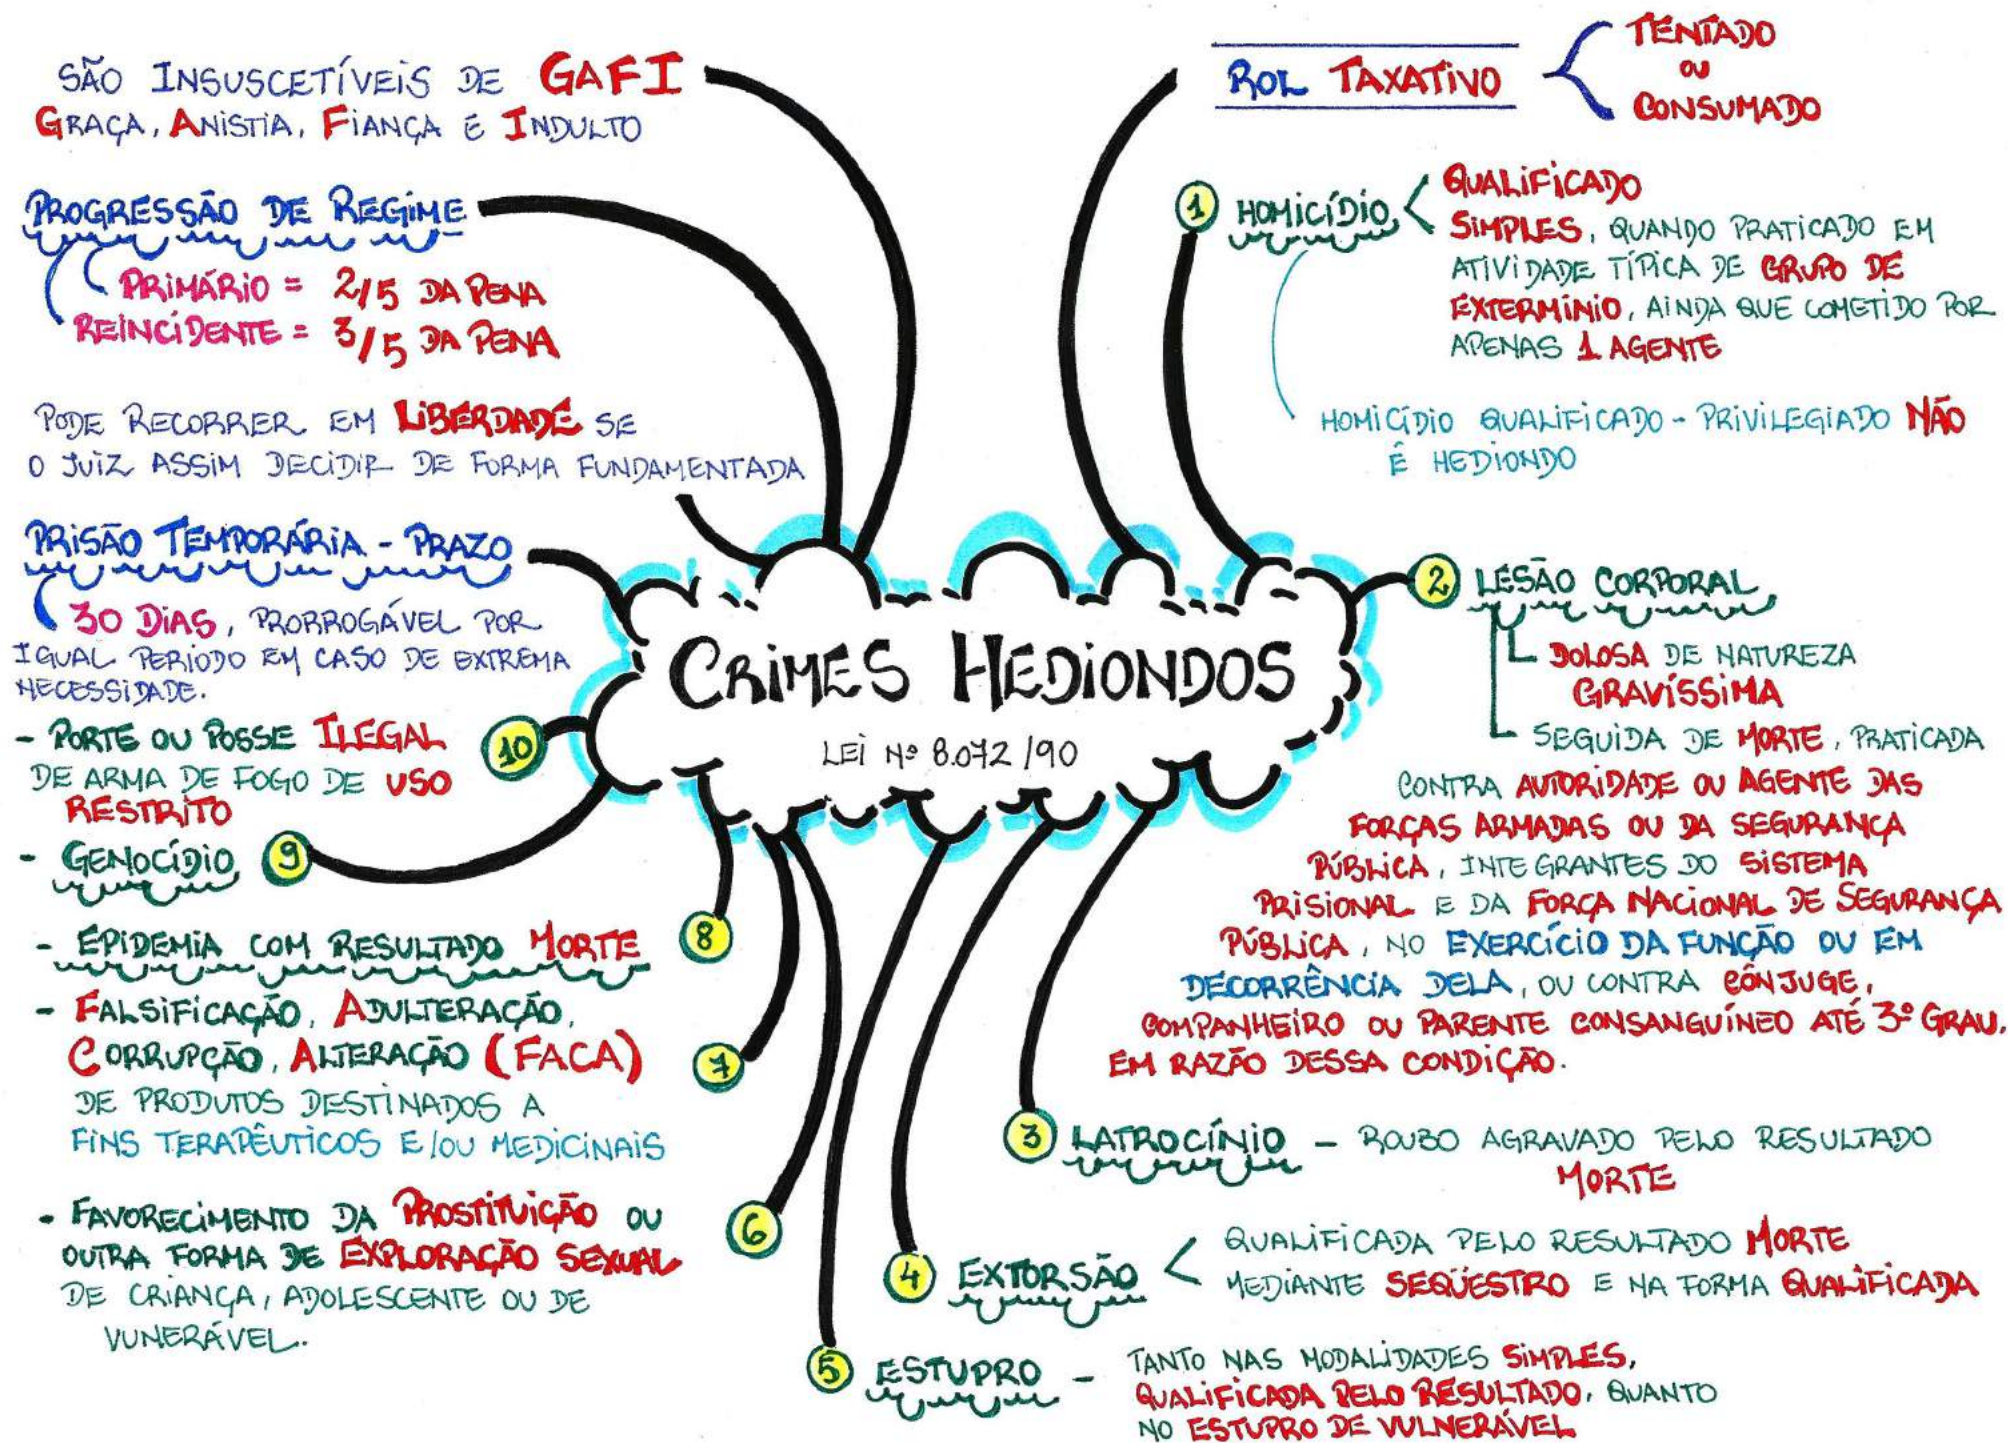 CRIMES HEDIONDOS
LEI Nº 8.072/90
ROL TAXATIVO
TENTADO
OU
CONSUMADO
1 HOMICÍDIO
QUALIFICADO
SIMPLES, QUANDO PRATICADO EM
ATIVIDADE TÍPICA DE GRUPO DE
EXTERMÍNIO, AINDA QUE COMETIDO POR
APENAS 1 AGENTE
HOMICÍDIO QUALIFICADO - PRIVILEGIADO NÃO
É HEDIONDO
2 LESÃO CORPORAL
DOLOSA DE NATUREZA
GRAVÍSSIMA
SEGUIDA DE MORTE, PRATICADA
CONTRA AUTORIDADE OU AGENTE DAS
FORÇAS ARMADAS OU DA SEGURANÇA
PÚBLICA, INTEGRANTES DO SISTEMA
PRISIONAL E DA FORÇA NACIONAL DE SEGURANÇA
PÚBLICA, NO EXERCÍCIO DA FUNÇÃO OU EM
DECORRÊNCIA DELA, OU CONTRA CÔNJUGE,
COMPANHEIRO OU PARENTE CONSANGUÍNEO ATÉ 3º GRAU,
EM RAZÃO DESSA CONDIÇÃO.
3 LATROCÍNIO - ROUBO AGRAVADO PELO RESULTADO
MORTE
4 EXTORSÃO
QUALIFICADA PELO RESULTADO MORTE
MEDIANTE SEQÜESTRO E NA FORMA QUALIFICADA
5 ESTUPRO - TANTO NAS MODALIDADES SIMPLES,
QUALIFICADA PELO RESULTADO, QUANTO
NO ESTUPRO DE VULNERÁVEL
6
- FAVORECIMENTO DA PROSTITUIÇÃO OU
OUTRA FORMA DE EXPLORAÇÃO SEXUAL
DE CRIANÇA, ADOLESCENTE OU DE
VUNERÁVEL.
7
- FALSIFICAÇÃO, ADULTERAÇÃO,
CORRUPÇÃO, ALTERAÇÃO (FACA)
DE PRODUTOS DESTINADOS A
FINS TERAPÊUTICOS E/OU MEDICINAIS
- EPIDEMIA COM RESULTADO MORTE 8
- GENOCÍDIO 9
10
- PORTE OU POSSE ILEGAL
DE ARMA DE FOGO DE USO
RESTRITO
PRISÃO TEMPORÁRIA - PRAZO
30 DIAS, PRORROGÁVEL POR
IGUAL PERÍODO EM CASO DE EXTREMA
NECESSIDADE.
PODE RECORRER EM LIBERDADE SE
O JUIZ ASSIM DECIDIR DE FORMA FUNDAMENTADA
PROGRESSÃO DE REGIME
PRIMÁRIO = 2/5 DA PENA
REINCIDENTE = 3/5 DA PENA
SÃO INSUSCETÍVEIS DE GAFI
GRAÇA, ANISTIA, FIANÇA E INDULTO